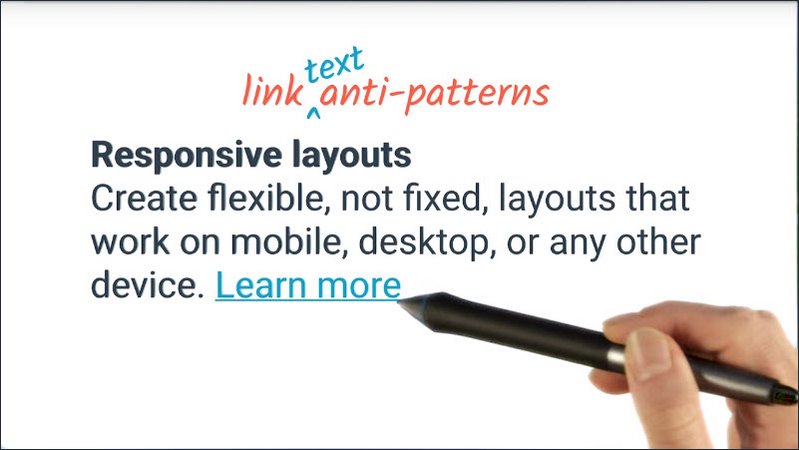 link text anti-patterns
Responsive layouts
Create flexible, not fixed, layouts that
work on mobile, desktop, or any other
device. Learn more